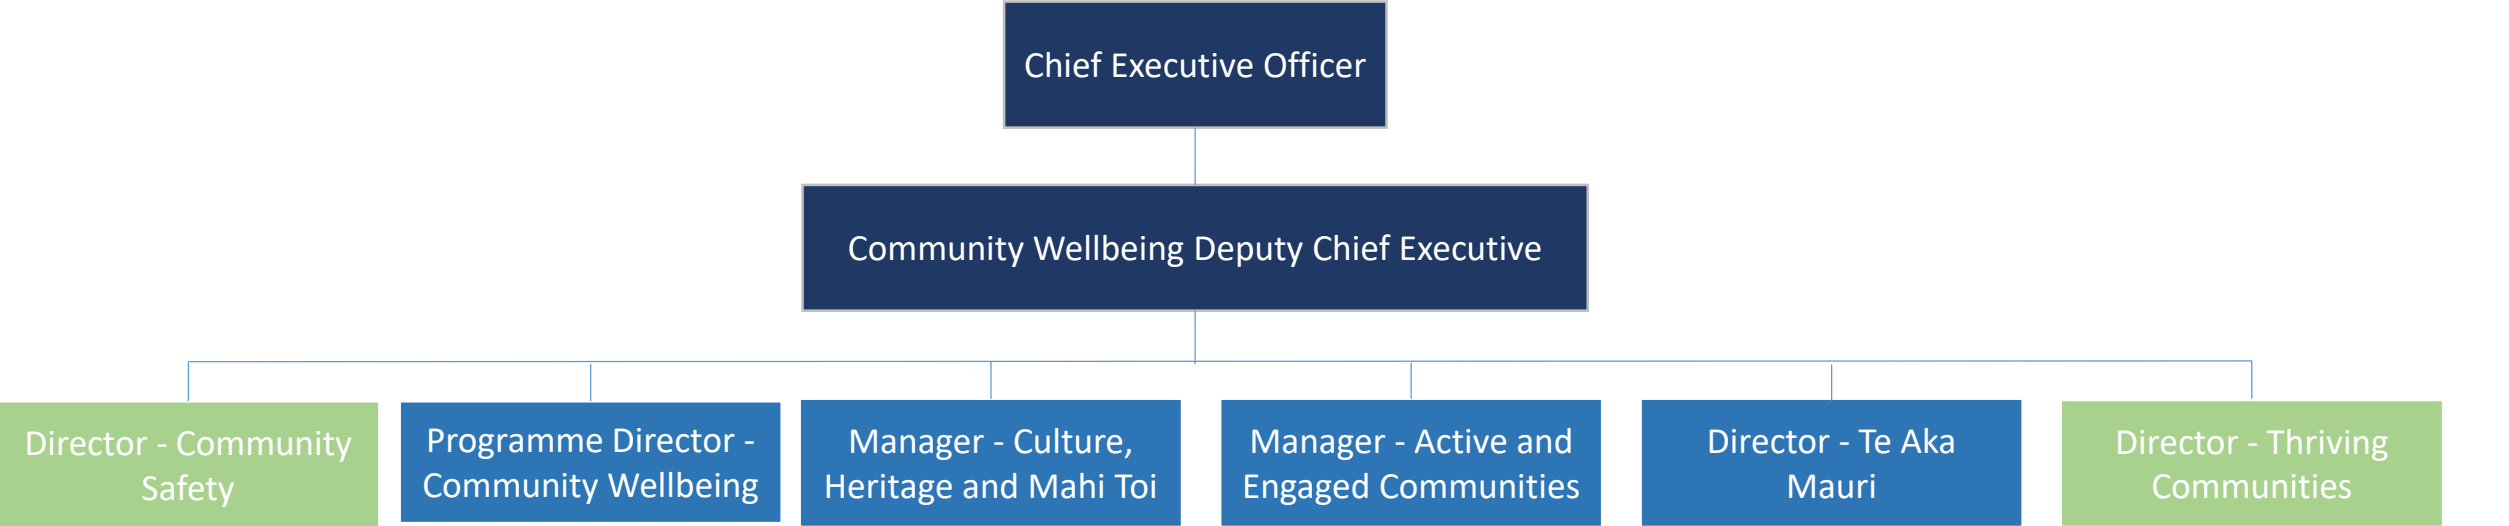 Chief Executive Officer
Community Wellbeing Deputy Chief Executive
Director - Community
Safety
Programme Director -
Community Wellbeing
Manager - Culture,
Heritage and Mahi Toi
Manager - Active and
Engaged Communities
Director - Te Aka
Mauri
Director - Thriving
Communities